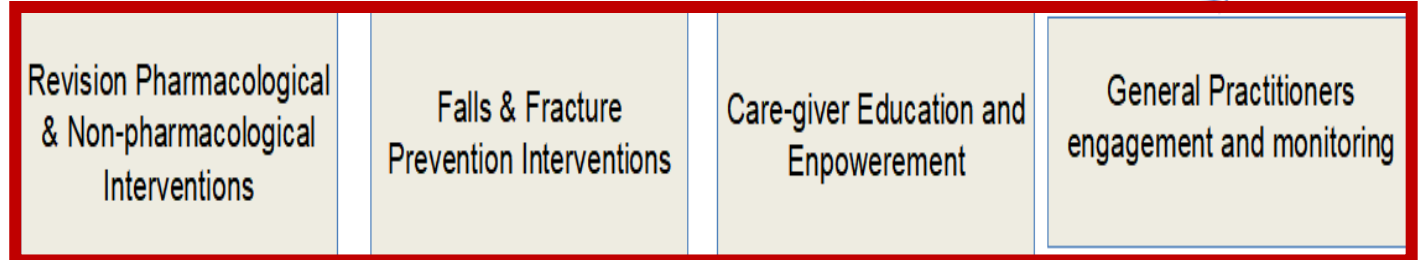 Revision Pharmacological
& Non-pharmacological
Interventions
Falls & Fracture
Prevention Interventions
Care-giver Education and
Enpowerement
General Practitioners
engagement and monitoring